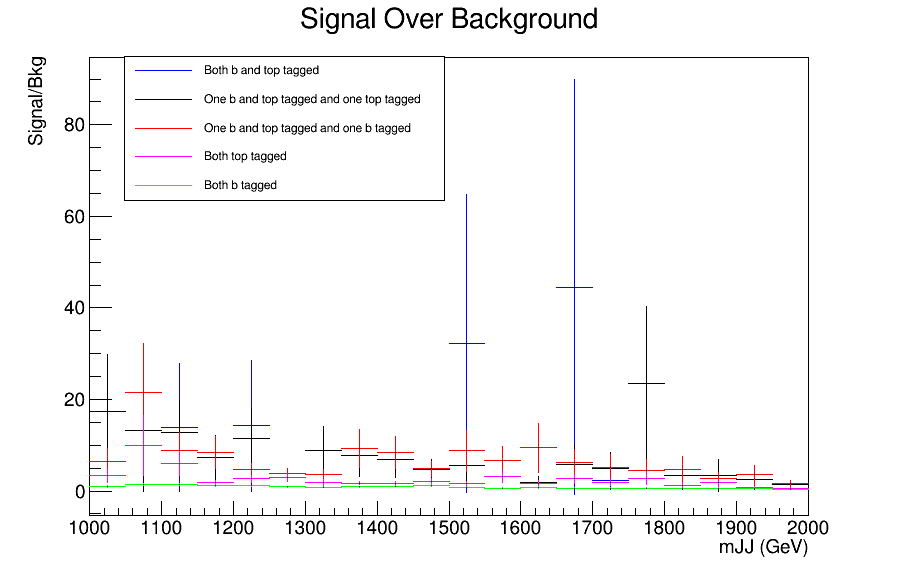 Signal Over Background
Signal/Bkg
Both b and top tagged
One b and top tagged and one top tagged
One b and top tagged and one b tagged
Both top tagged
Both b tagged
80
60
40
20
0
1000 1100 1200 1300 1400 1500 1600 1700 1800 1900 2000
mJJ (GeV)